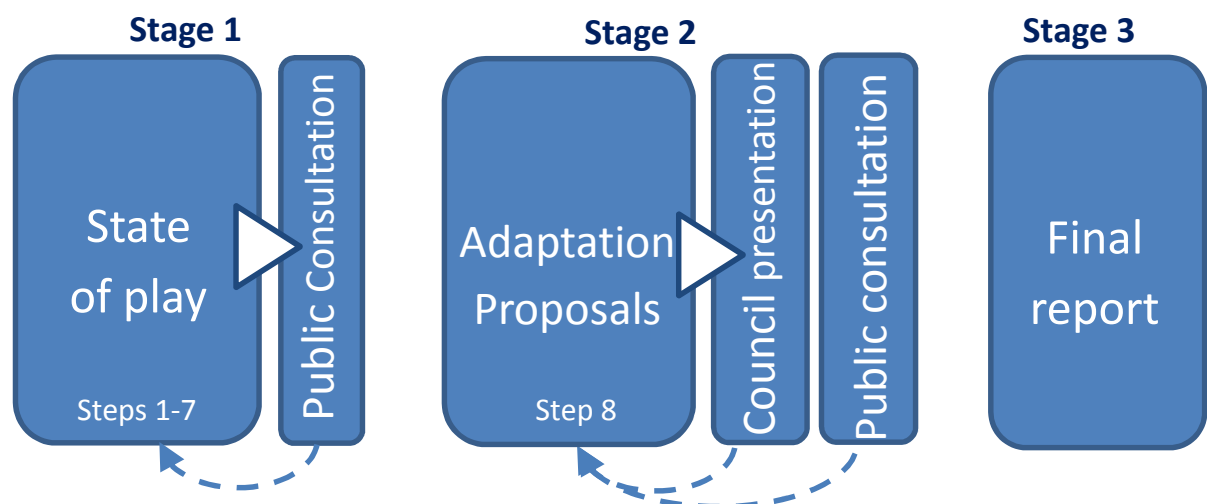 Stage 1
State
of play
Steps 1-7
Public Consultation
Stage 2
Adaptation
Proposals
Step 8
Council presentation
Public consultation
Stage 3
Final
report